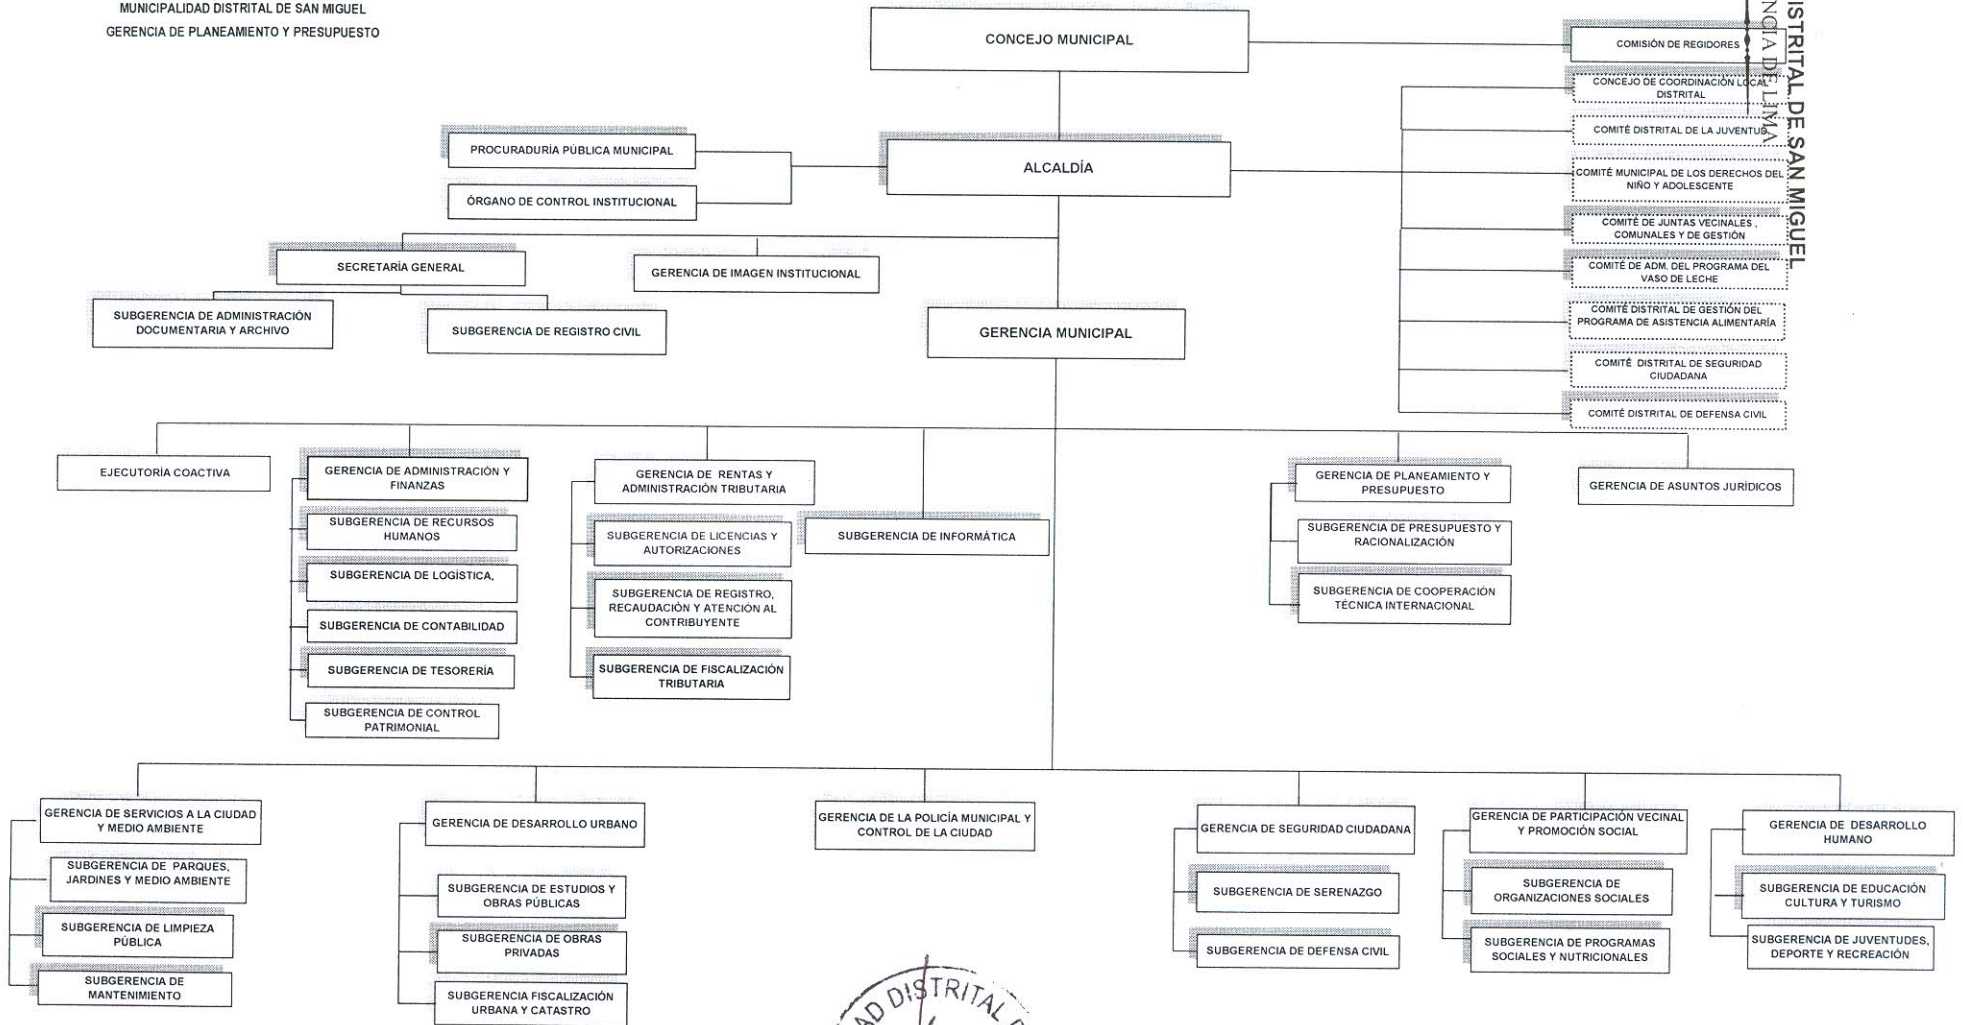 MUNICIPALIDAD DISTRITAL DE SAN MIGUEL
GERENCIA DE PLANEAMIENTO Y PRESUPUESTO
CONCEJO MUNICIPAL
COMISIÓN DE REGIDORES
CONCEJO DE COORDINACIÓN LOCAL
DISTRITAL
COMITÉ DISTRITAL DE LA JUVENTUD
COMITÉ MUNICIPAL DE LOS DERECHOS DEL
NIÑO Y ADOLESCENTE
COMITÉ DE JUNTAS VECINALES ,
COMUNALES Y DE GESTIÓN
COMITÉ DE ADM. DEL PROGRAMA DEL
VASO DE LECHE
COMITÉ DISTRITAL DE GESTIÓN DEL
PROGRAMA DE ASISTENCIA ALIMENTARÍA
COMITÉ DISTRITAL DE SEGURIDAD
CIUDADANA
COMITÉ DISTRITAL DE DEFENSA CIVIL
ISTRITAL DE SAN MIGUEL
NCIA DE LIMA
PROCURADURÍA PÚBLICA MUNICIPAL
ÓRGANO DE CONTROL INSTITUCIONAL
ALCALDÍA
SECRETARÍA GENERAL
GERENCIA DE IMAGEN INSTITUCIONAL
SUBGERENCIA DE ADMINISTRACIÓN
DOCUMENTARIA Y ARCHIVO
SUBGERENCIA DE REGISTRO CIVIL
GERENCIA MUNICIPAL
EJECUTORÍA COACTIVA
GERENCIA DE ADMINISTRACIÓN Y
FINANZAS
SUBGERENCIA DE RECURSOS
HUMANOS
SUBGERENCIA DE LOGÍSTICA,
SUBGERENCIA DE CONTABILIDAD
SUBGERENCIA DE TESORERÍA
SUBGERENCIA DE CONTROL
PATRIMONIAL
GERENCIA DE RENTAS Y
ADMINISTRACIÓN TRIBUTARIA
SUBGERENCIA DE LICENCIAS Y
AUTORIZACIONES
SUBGERENCIA DE REGISTRO,
RECAUDACIÓN Y ATENCIÓN AL
CONTRIBUYENTE
SUBGERENCIA DE FISCALIZACIÓN
TRIBUTARIA
SUBGERENCIA DE INFORMÁTICA
GERENCIA DE PLANEAMIENTO Y
PRESUPUESTO
SUBGERENCIA DE PRESUPUESTO Y
RACIONALIZACIÓN
SUBGERENCIA DE COOPERACIÓN
TÉCNICA INTERNACIONAL
GERENCIA DE ASUNTOS JURÍDICOS
GERENCIA DE SERVICIOS A LA CIUDAD
Y MEDIO AMBIENTE
SUBGERENCIA DE PARQUES,
JARDINES Y MEDIO AMBIENTE
SUBGERENCIA DE LIMPIEZA
PÚBLICA
SUBGERENCIA DE
MANTENIMIENTO
GERENCIA DE DESARROLLO URBANO
SUBGERENCIA DE ESTUDIOS Y
OBRAS PÚBLICAS
SUBGERENCIA DE OBRAS
PRIVADAS
SUBGERENCIA FISCALIZACIÓN
URBANA Y CATASTRO
GERENCIA DE LA POLICÍA MUNICIPAL Y
CONTROL DE LA CIUDAD
GERENCIA DE SEGURIDAD CIUDADANA
SUBGERENCIA DE SERENAZGO
SUBGERENCIA DE DEFENSA CIVIL
GERENCIA DE PARTICIPACIÓN VECINAL
Y PROMOCIÓN SOCIAL
SUBGERENCIA DE
ORGANIZACIONES SOCIALES
SUBGERENCIA DE PROGRAMAS
SOCIALES Y NUTRICIONALES
GERENCIA DE DESARROLLO
HUMANO
SUBGERENCIA DE EDUCACIÓN
CULTURA Y TURISMO
SUBGERENCIA DE JUVENTUDES,
DEPORTE Y RECREACIÓN
AD DISTRITAL